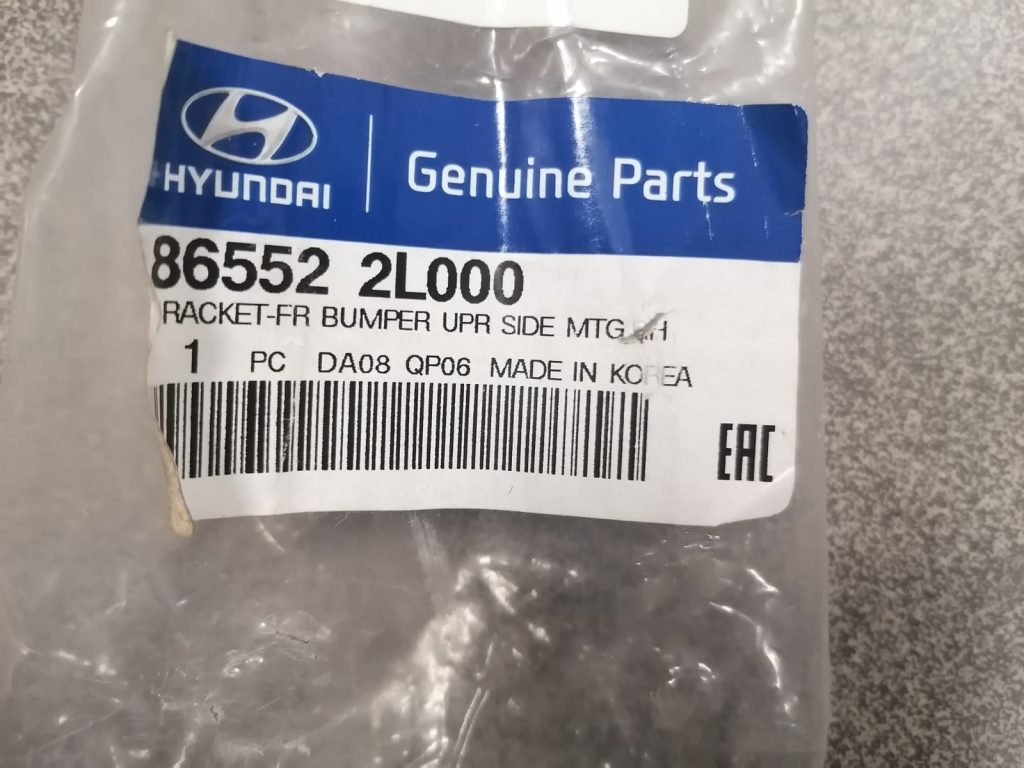 HYUNDAI
Genuine Parts
86552 2L000
RACKET-FR BUMPER UPR SIDE MTG
1 PC DA08 QP06 MADE IN KOREA
EAC